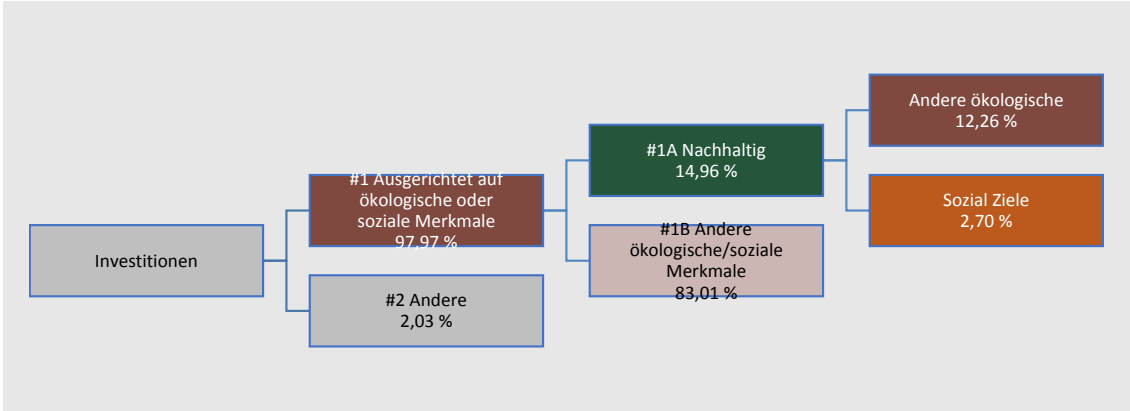 Investitionen
#1 Ausgerichtet auf
ökologische oder
soziale Merkmale
97,97 %
#2 Andere
2,03 %
#1A Nachhaltig
14,96 %
#1B Andere
ökologische/soziale
Merkmale
83,01 %
Andere ökologische
12,26 %
Sozial Ziele
2,70 %